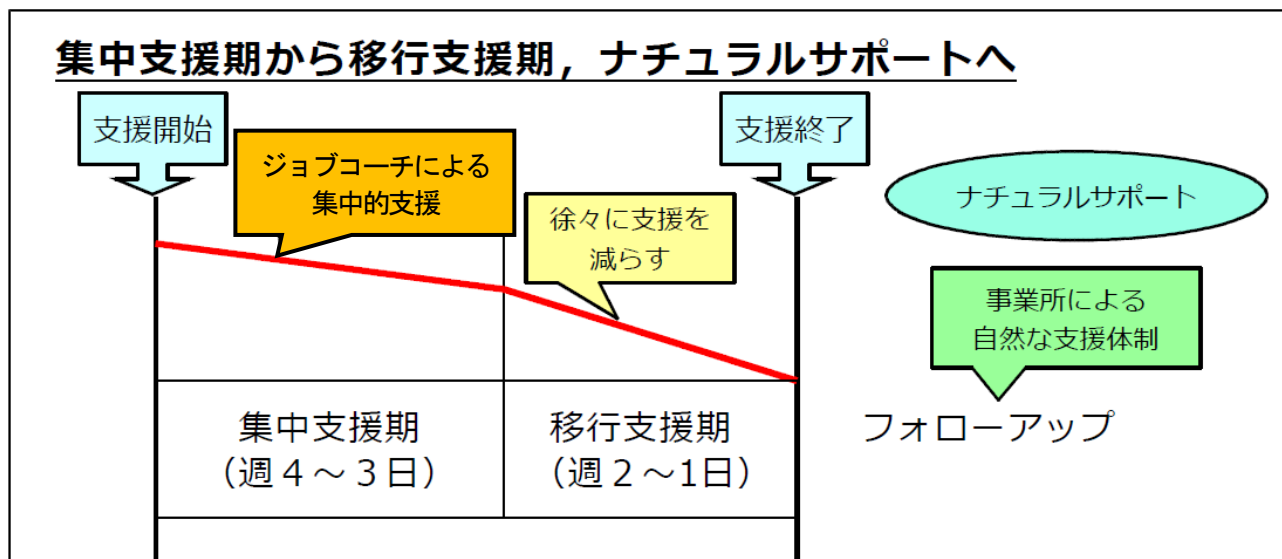 集中支援期から移行支援期，ナチュラルサポートへ
支援開始
ジョブコーチによる
集中的支援
徐々に支援を
減らす
支援終了
ナチュラルサポート
事業所による
自然な支援体制
集中支援期
（週４～３日）
移行支援期
（週２～1日）
フォローアップ